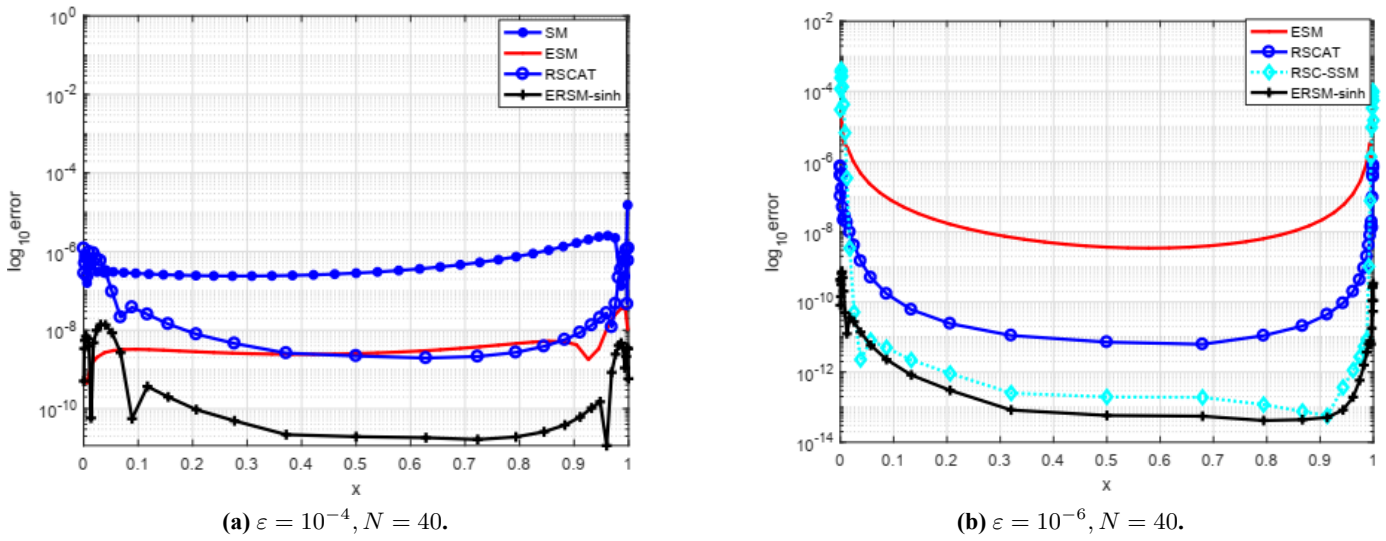 10^0
10^-2
10^-4
10^-6
10^-8
10^-10
log_10 error
0 0.1 0.2 0.3 0.4 0.5 0.6 0.7 0.8 0.9 1
x
SM
ESM
RSCAT
ERSM-sinh
(a) ε = 10^-4, N = 40.
10^-2
10^-4
10^-6
10^-8
10^-10
10^-12
10^-14
log_10 error
0 0.1 0.2 0.3 0.4 0.5 0.6 0.7 0.8 0.9 1
x
ESM
RSCAT
RSC-SSM
ERSM-sinh
(b) ε = 10^-6, N = 40.